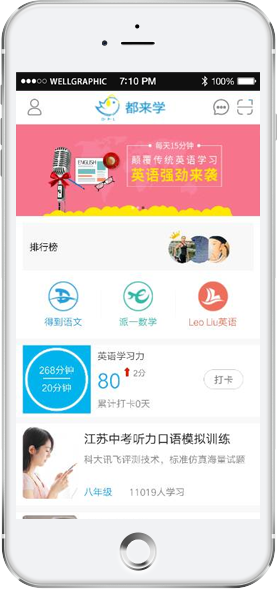 WELLGRAPHIC 7:10 PM 100%
都来学
每天15分钟
颠覆传统英语学习
英语强劲来袭
ENGLISH
排行榜
得到语文 派一数学 Leo Liu英语
268分钟
20分钟
英语学习力
80 2分
累计打卡0天
打卡
江苏中考听力口语模拟训练
科大讯飞评测技术，标准仿真海量试题
八年级 11019人学习